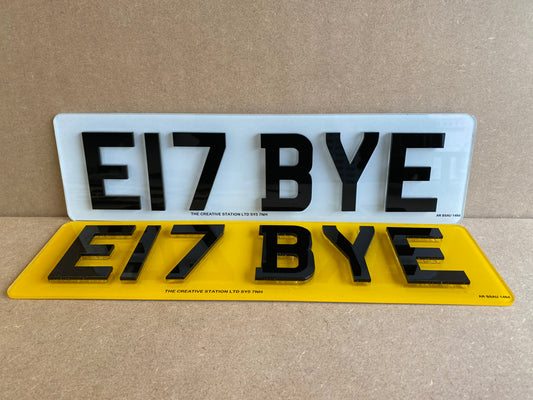 E17 BYE
THE CREATIVE STATION LTD SY5 7NH
E17 BYE
THE CREATIVE STATION LTD SY5 7NH